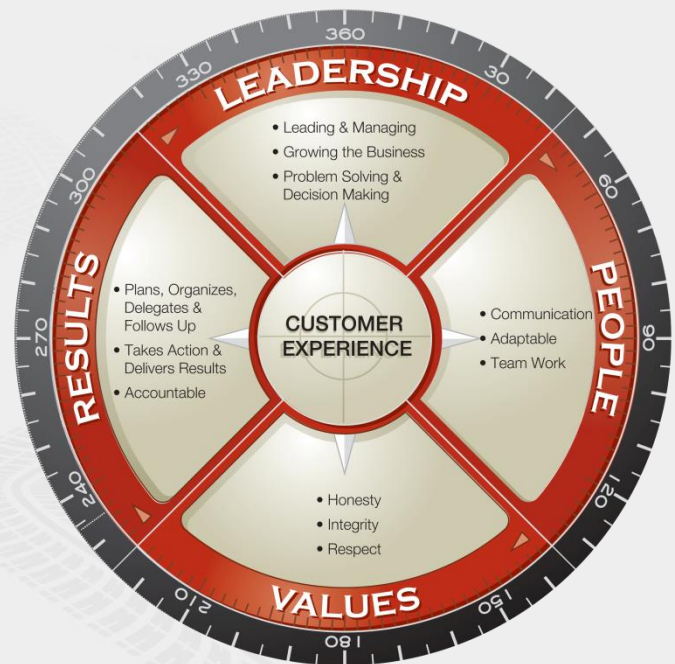 360
330
30
LEADERSHIP
• Leading & Managing
• Growing the Business
• Problem Solving &
Decision Making
300
60
RESULTS
• Plans, Organizes,
Delegates &
Follows Up
• Takes Action &
Delivers Results
• Accountable
CUSTOMER
EXPERIENCE
• Communication
• Adaptable
• Team Work
PEOPLE
270
90
240
120
• Honesty
• Integrity
• Respect
VALUES
210
150
180